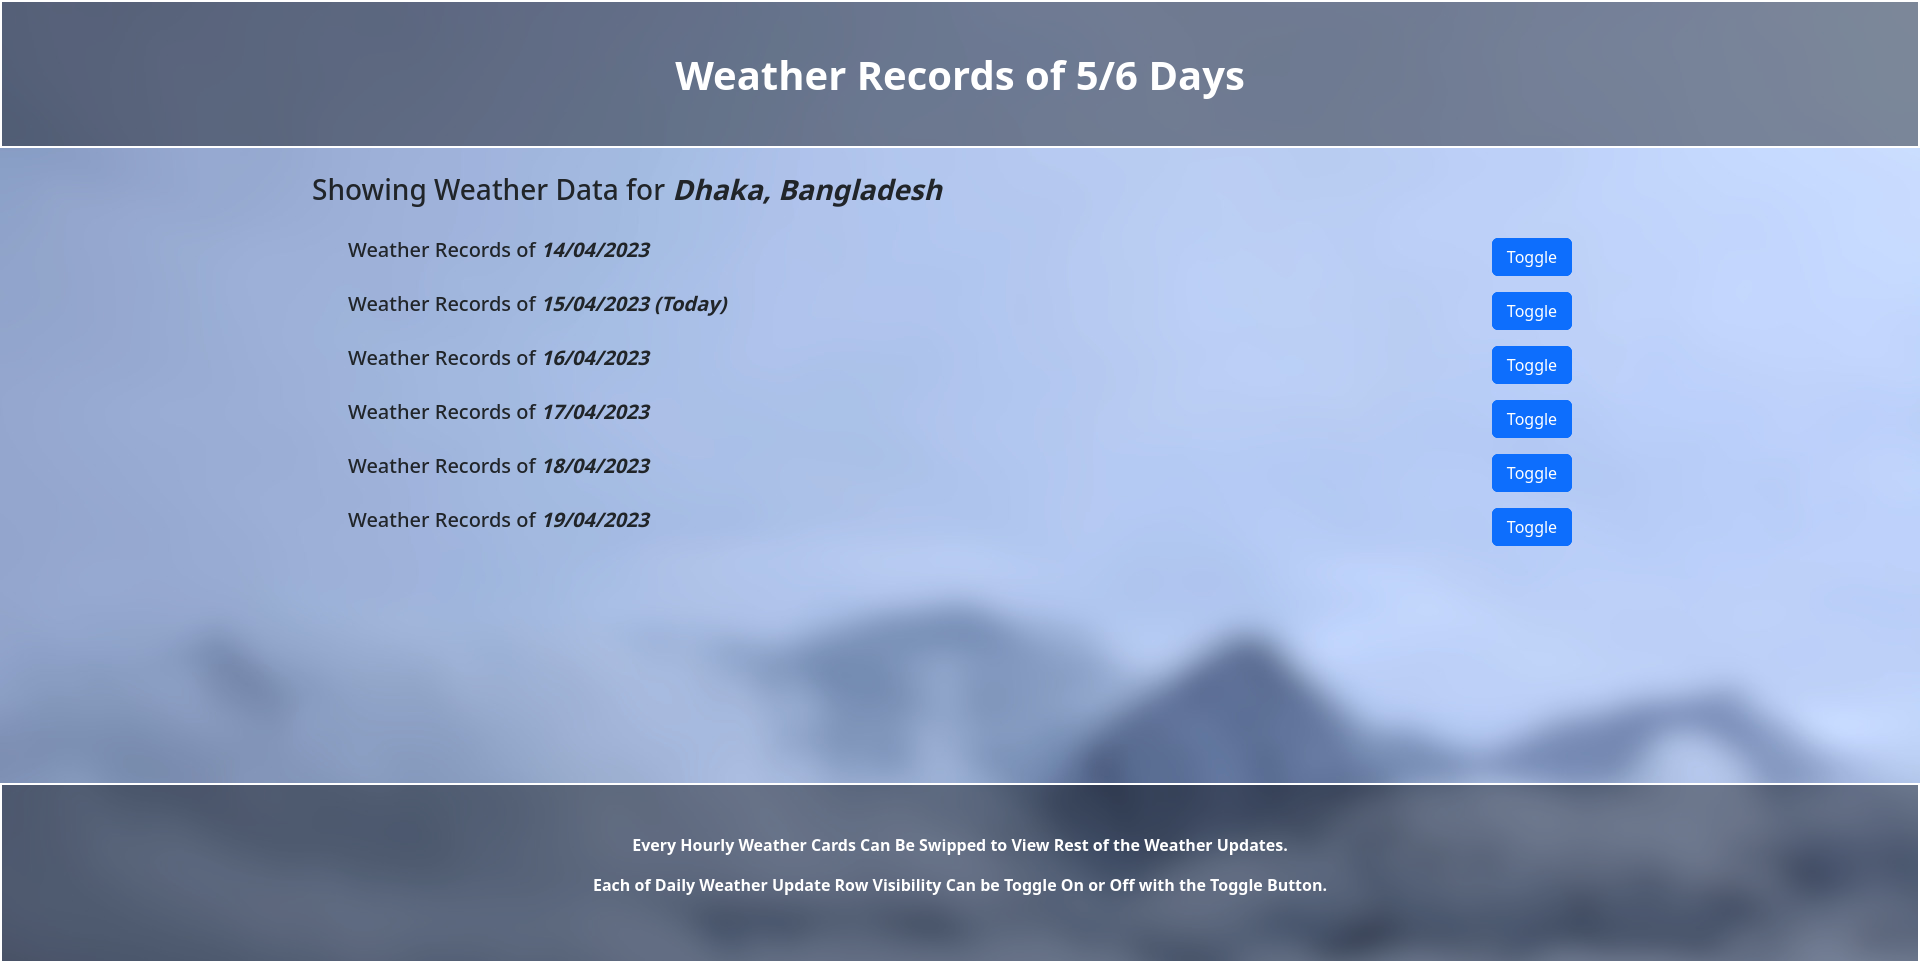 Weather Records of 5/6 Days
Showing Weather Data for Dhaka, Bangladesh
Weather Records of 14/04/2023
Toggle
Weather Records of 15/04/2023 (Today)
Toggle
Weather Records of 16/04/2023
Toggle
Weather Records of 17/04/2023
Toggle
Weather Records of 18/04/2023
Toggle
Weather Records of 19/04/2023
Toggle
Every Hourly Weather Cards Can Be Swipped to View Rest of the Weather Updates.
Each of Daily Weather Update Row Visibility Can be Toggle On or Off with the Toggle Button.